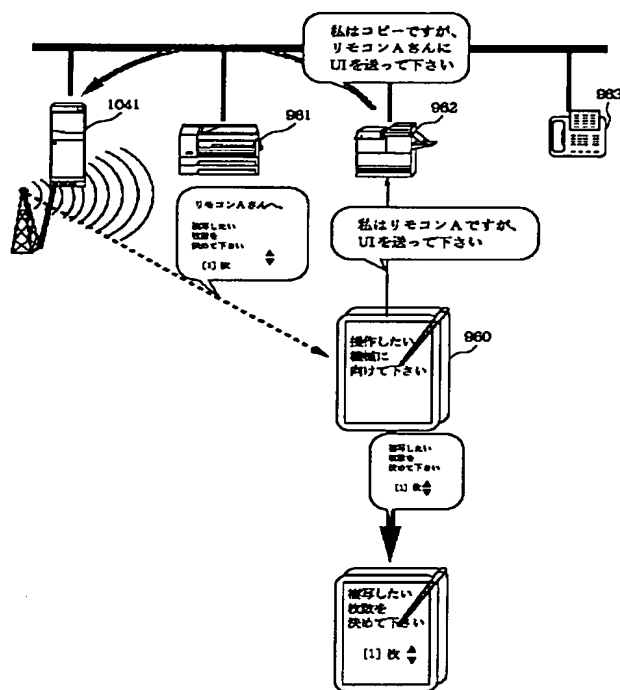 私はコピーですが、
リモコンAさんに
UIを送って下さい
1041
961
962
963
リモコンAさんへ、
複写したい
枚数を
決めて下さい
[1] 枚
私はリモコンAですが、
UIを送って下さい
操作したい
機械に
向けて下さい
960
複写したい
枚数を
決めて下さい
[1] 枚
複写したい
枚数を
決めて下さい
[1] 枚